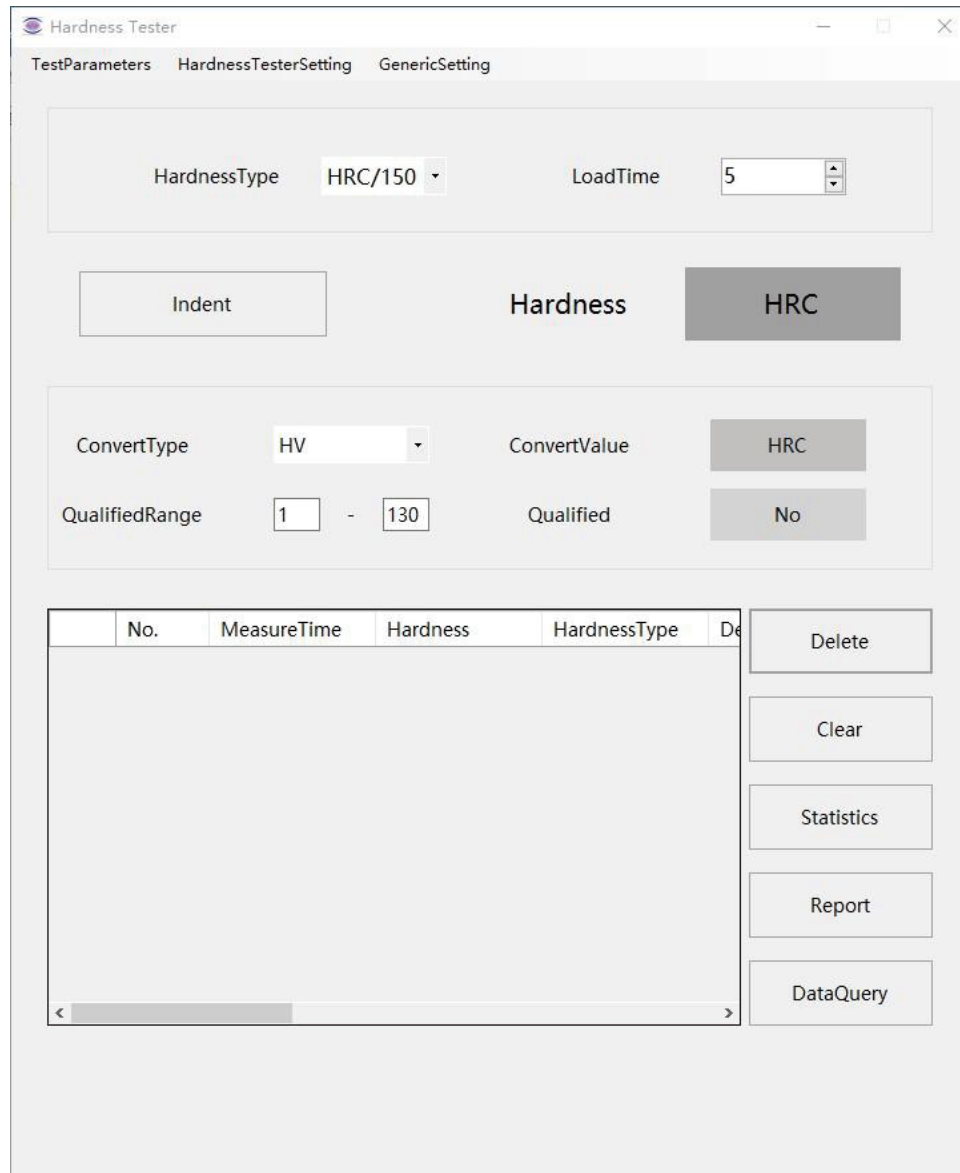 Hardness Tester
TestParameters HardnessTesterSetting GenericSetting
HardnessType HRC/150 LoadTime 5
Indent Hardness HRC
ConvertType HV ConvertValue HRC
QualifiedRange 1 - 130 Qualified No
No. MeasureTime Hardness HardnessType De
Delete
Clear
Statistics
Report
DataQuery